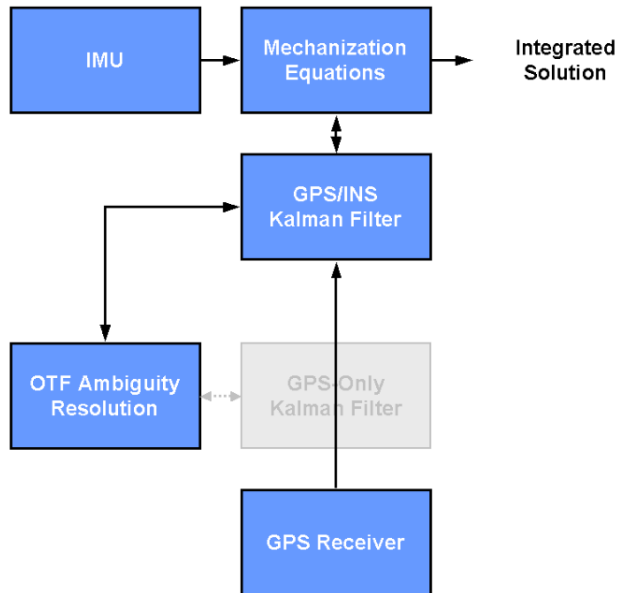 IMU
Mechanization
Equations
Integrated
Solution
GPS/INS
Kalman Filter
OTF Ambiguity
Resolution
GPS-Only
Kalman Filter
GPS Receiver